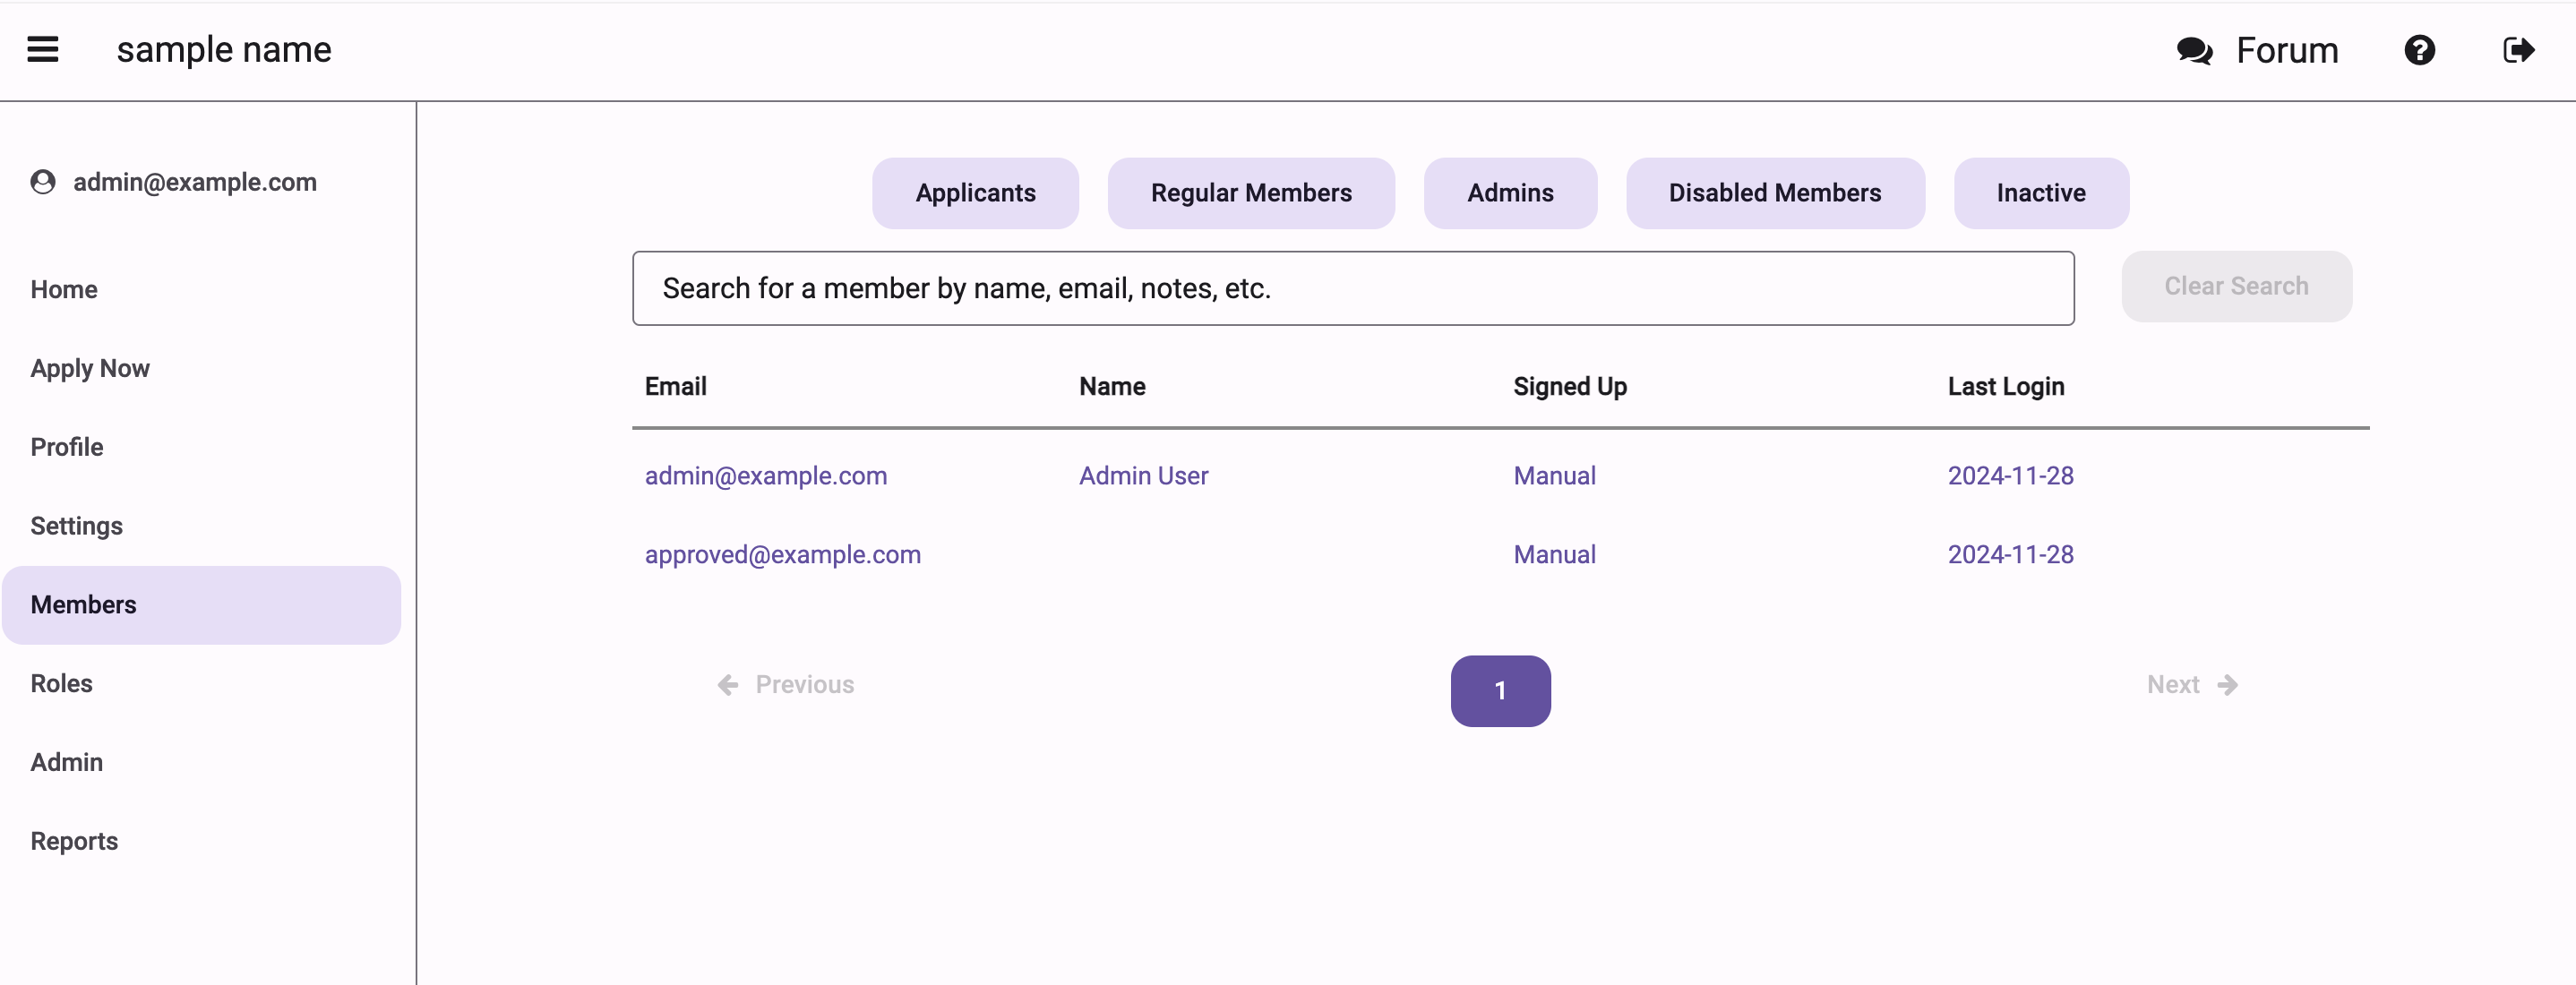 sample name
Forum
admin@example.com
Home
Apply Now
Profile
Settings
Members
Roles
Admin
Reports
Applicants Regular Members Admins Disabled Members Inactive
Search for a member by name, email, notes, etc. Clear Search
Email Name Signed Up Last Login
admin@example.com Admin User Manual 2024-11-28
approved@example.com Manual 2024-11-28
Previous 1 Next